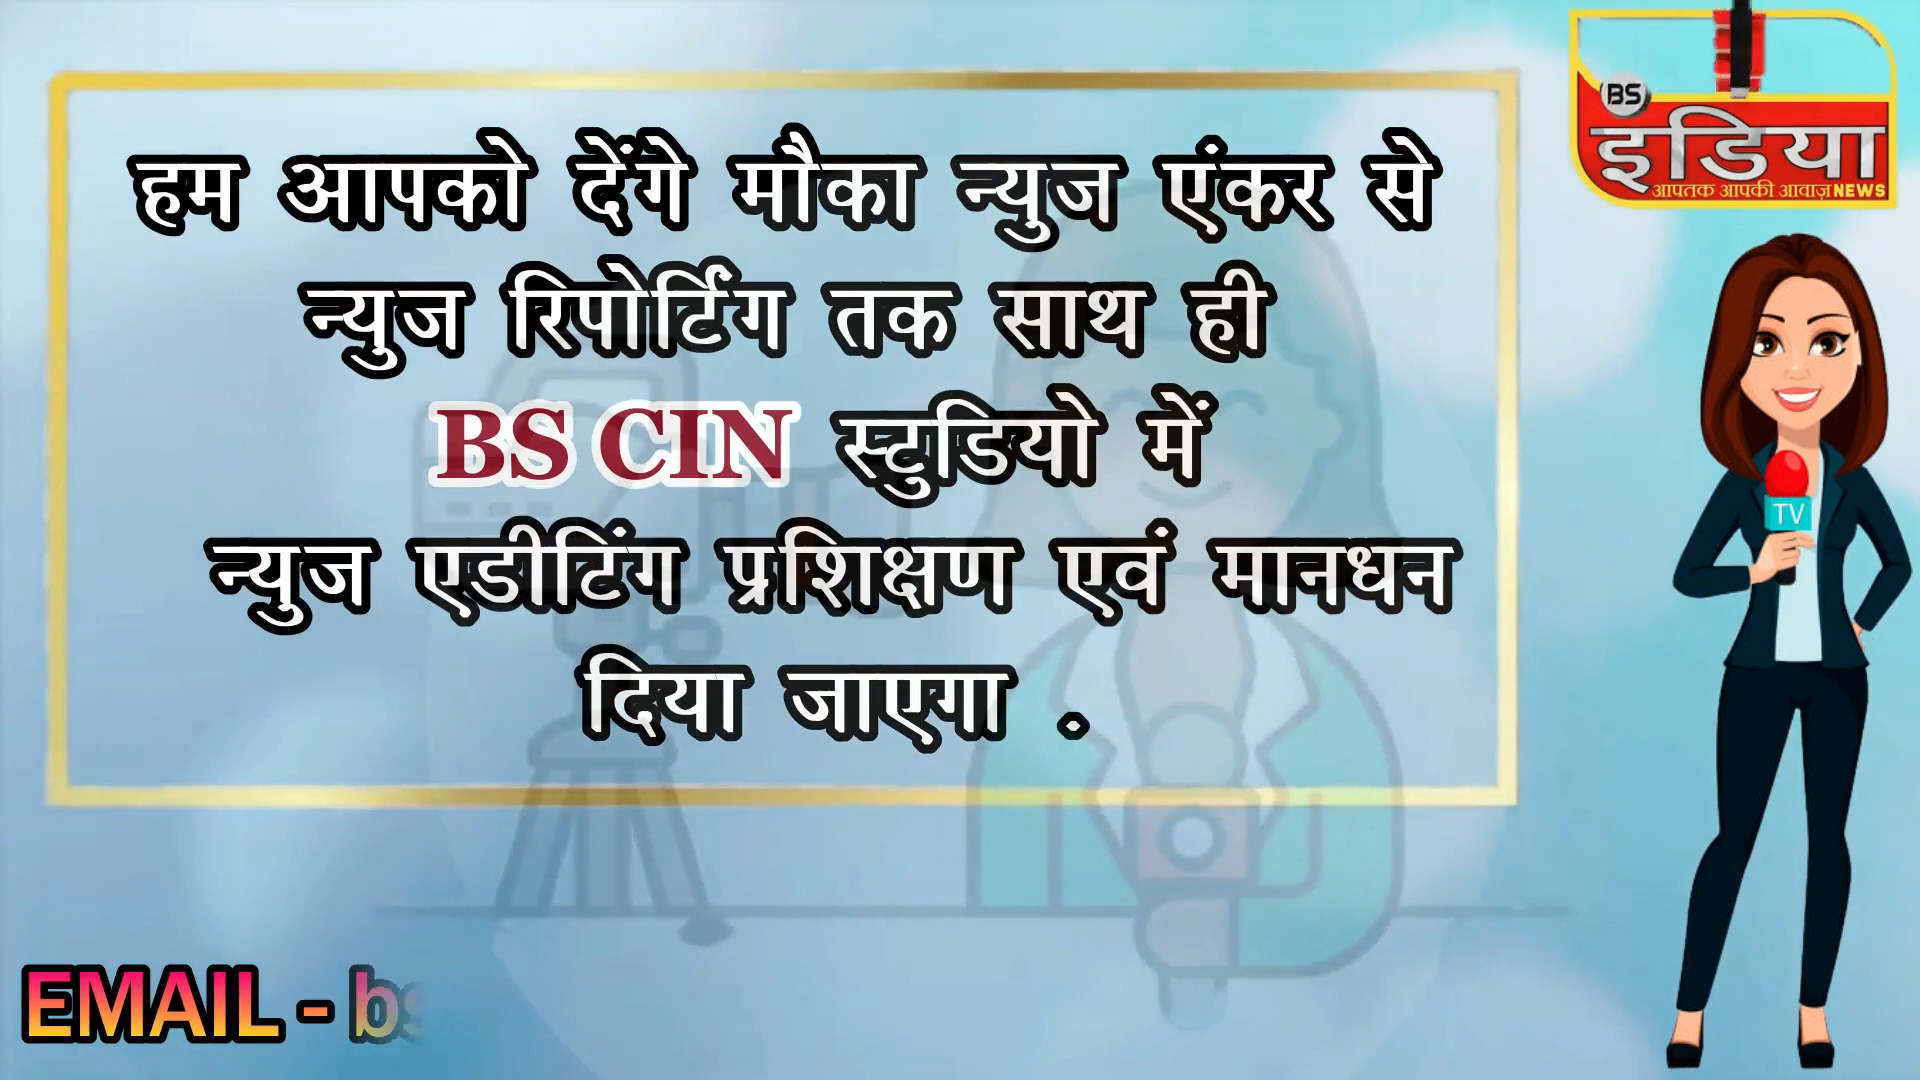 BS
इंडिया
आपतक आपकी आवाज़ NEWS
हम आपको देंगे मौका न्युज एंकर से
न्युज रिपोर्टिंग तक साथ ही
BS CIN स्टुडियो में
न्युज एडीटिंग प्रशिक्षण एवं मानधन
दिया जाएगा .
TV
EMAIL - bs